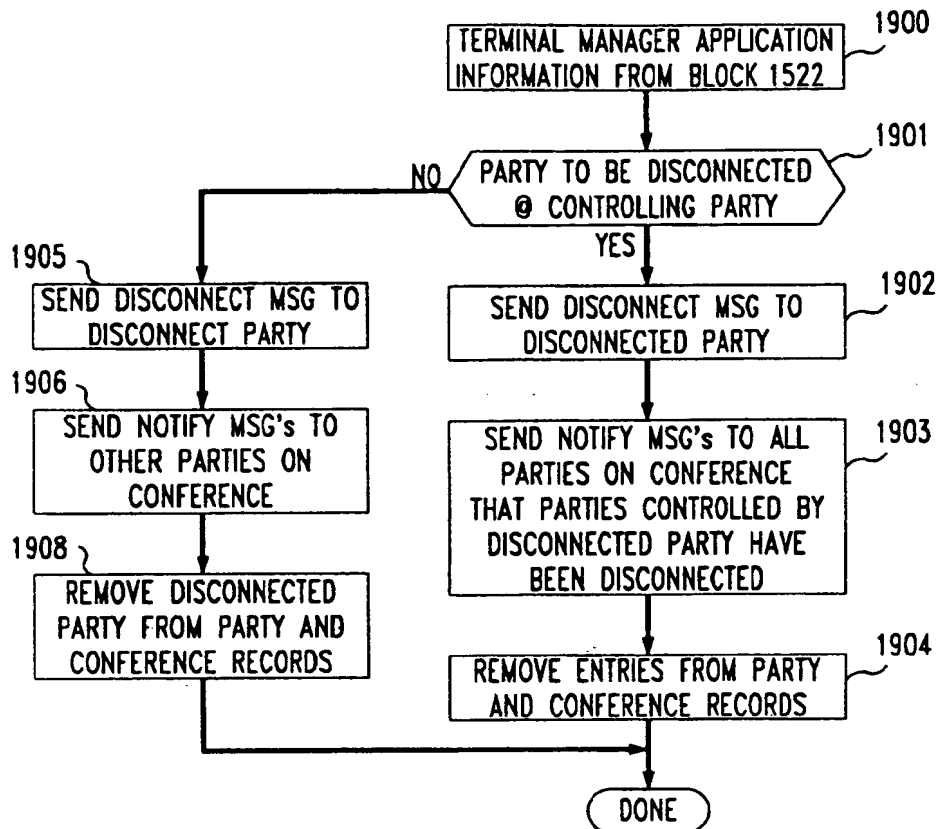 1900
TERMINAL MANAGER APPLICATION
INFORMATION FROM BLOCK 1522
1901
PARTY TO BE DISCONNECTED
@ CONTROLLING PARTY
NO
YES
1905
SEND DISCONNECT MSG TO
DISCONNECT PARTY
1902
SEND DISCONNECT MSG TO
DISCONNECTED PARTY
1906
SEND NOTIFY MSG's TO
OTHER PARTIES ON
CONFERENCE
1903
SEND NOTIFY MSG's TO ALL
PARTIES ON CONFERENCE
THAT PARTIES CONTROLLED BY
DISCONNECTED PARTY HAVE
BEEN DISCONNECTED
1908
REMOVE DISCONNECTED
PARTY FROM PARTY AND
CONFERENCE RECORDS
1904
REMOVE ENTRIES FROM PARTY
AND CONFERENCE RECORDS
DONE